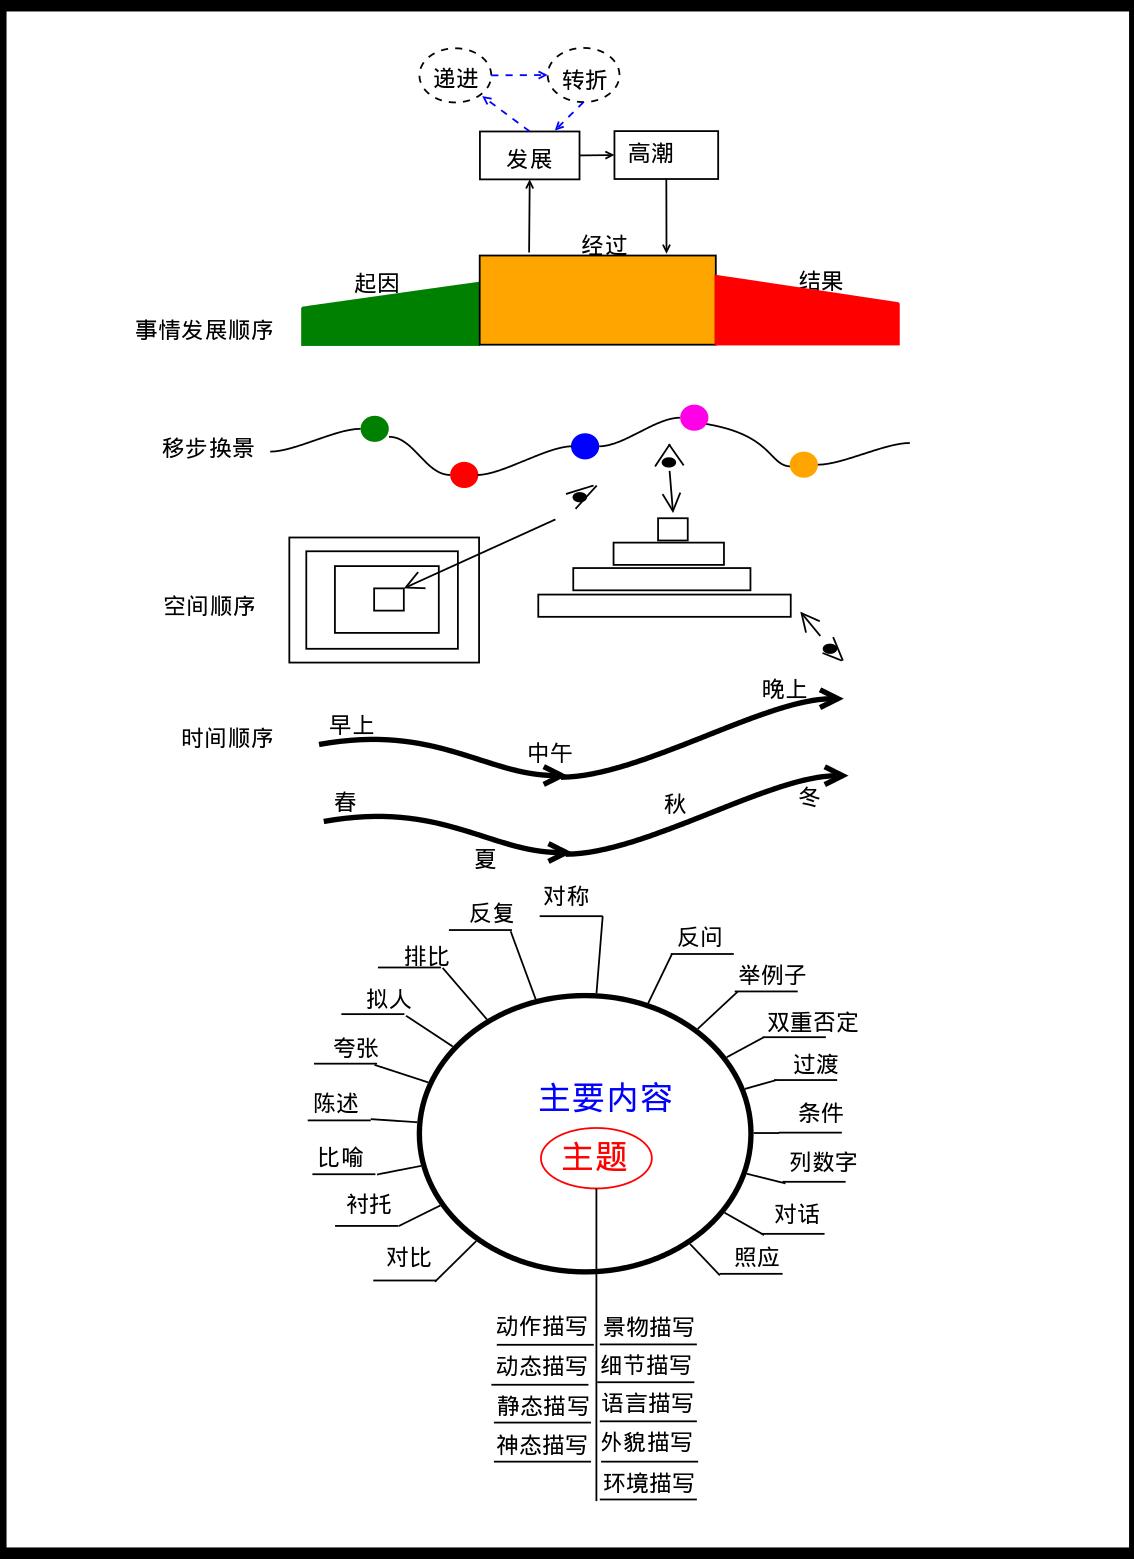 递进
转折
发展
高潮
经过
起因
结果
事情发展顺序
移步换景
空间顺序
晚上
早上
时间顺序
中午
春
秋
冬
夏
对称
反复
反问
排比
举例子
拟人
双重否定
夸张
过渡
陈述
主要内容
条件
主题
比喻
列数字
衬托
对话
对比
照应
动作描写
景物描写
动态描写
细节描写
静态描写
语言描写
神态描写
外貌描写
环境描写